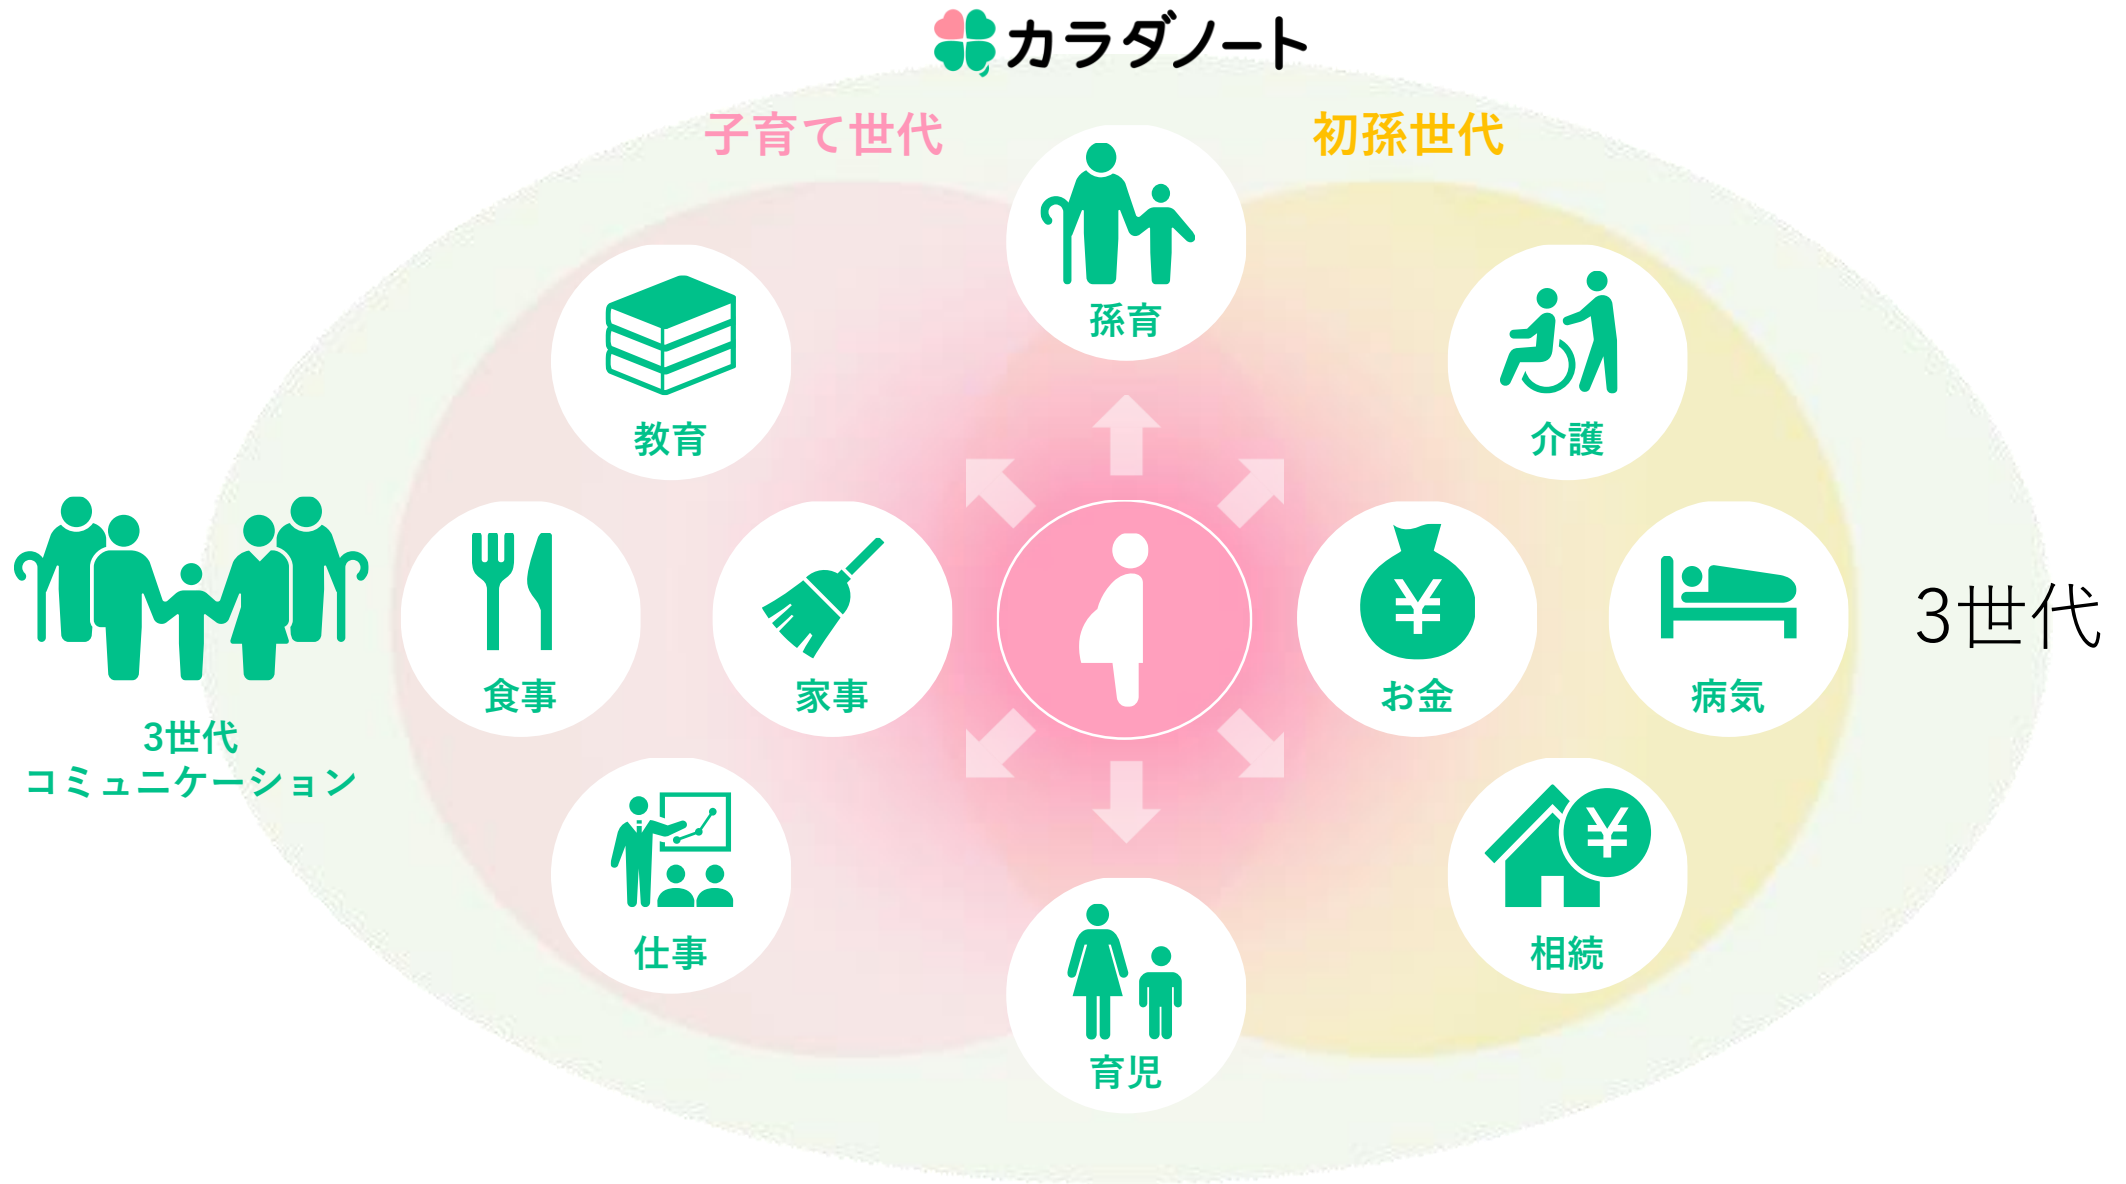 カラダノート
子育て世代
初孫世代
孫育
教育
介護
食事
家事
お金
病気
3世代
3世代
コミュニケーション
仕事
相続
育児